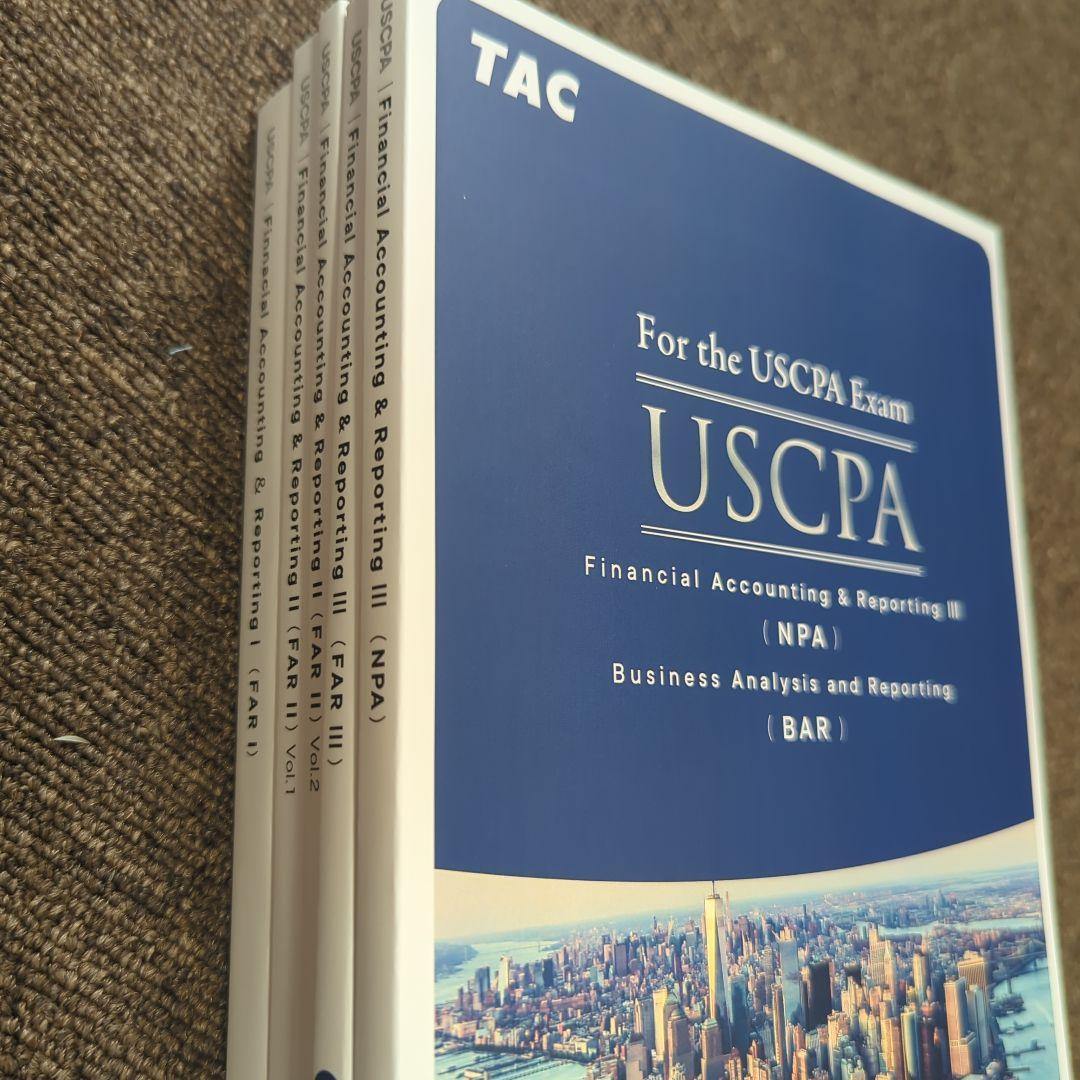 USCPA | Finnacial Accounting & Reporting I (FAR I)
USCPA | Financial Accounting & Reporting II (FAR II) Vol.1
USCPA | Financial Accounting & Reporting II (FAR II) Vol.2
USCPA | Financial Accounting & Reporting III (FAR III)
USCPA | Financial Accounting & Reporting III (NPA)
TAC
For the USCPA Exam
USCPA
Financial Accounting & Reporting III
(NPA)
Business Analysis and Reporting
(BAR)